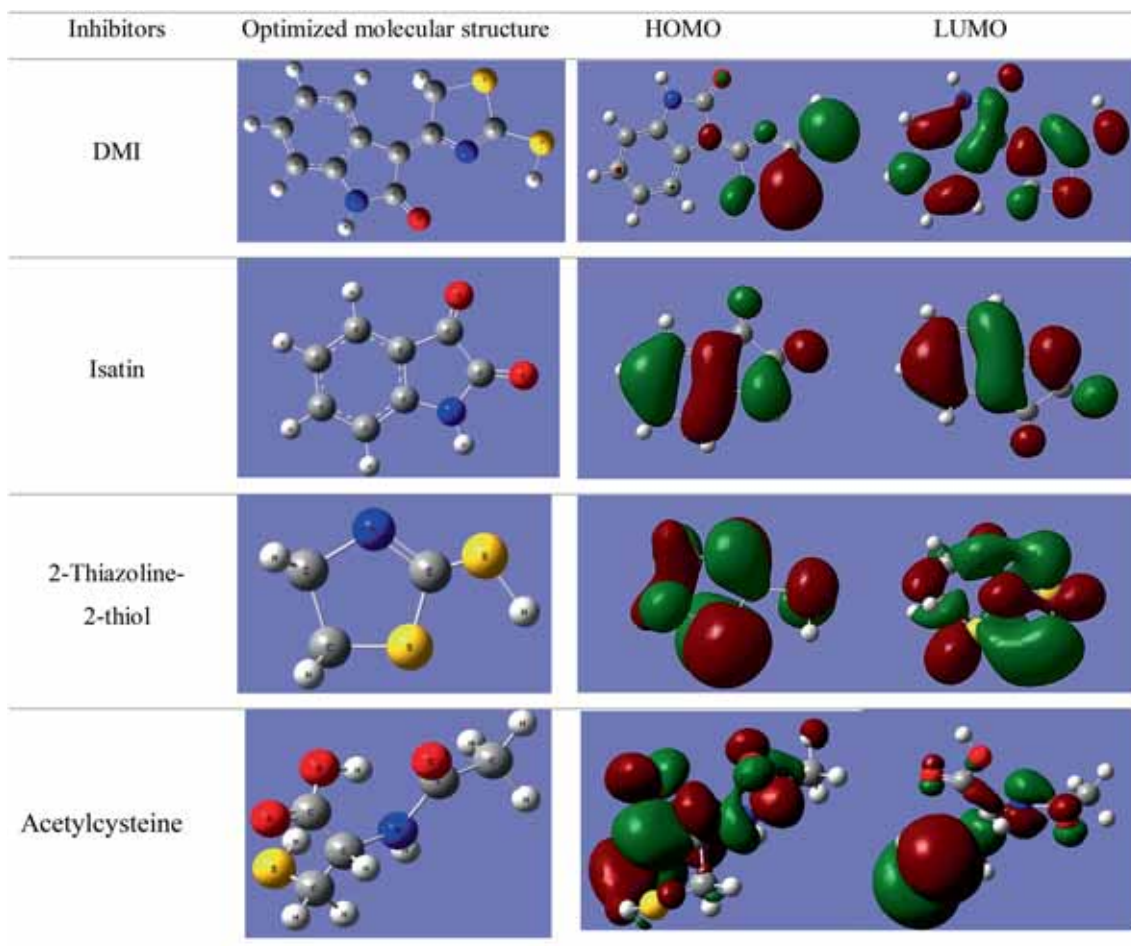 Inhibitors Optimized molecular structure HOMO LUMO
DMI
Isatin
2-Thiazoline-
2-thiol
Acetylcysteine